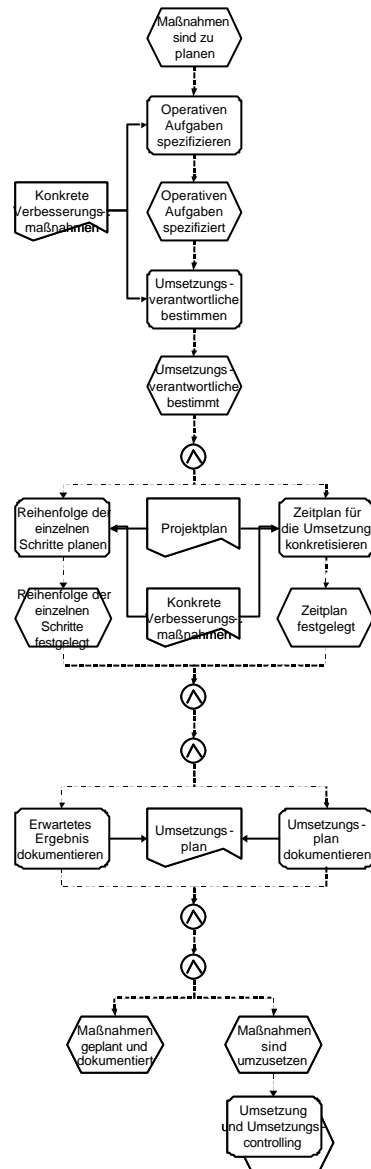 Maßnahmen
sind zu
planen
Operativen
Aufgaben
spezifizieren
Konkrete
Verbesserungs-
maßnahmen
Operativen
Aufgaben
spezifiziert
Umsetzungs-
verantwortliche
bestimmen
Umsetzungs-
verantwortliche
bestimmt
Reihenfolge der
einzelnen
Schritte planen
Projektplan
Zeitplan für
die Umsetzung
konkretisieren
Reihenfolge der
einzelnen
Schritte
festgelegt
Konkrete
Verbesserungs-
maßnahmen
Zeitplan
festgelegt
Erwartetes
Ergebnis
dokumentieren
Umsetzungs-
plan
Umsetzungs-
plan
dokumentieren
Maßnahmen
geplant und
dokumentiert
Maßnahmen
sind
umzusetzen
Umsetzung
und Umsetzungs-
controlling